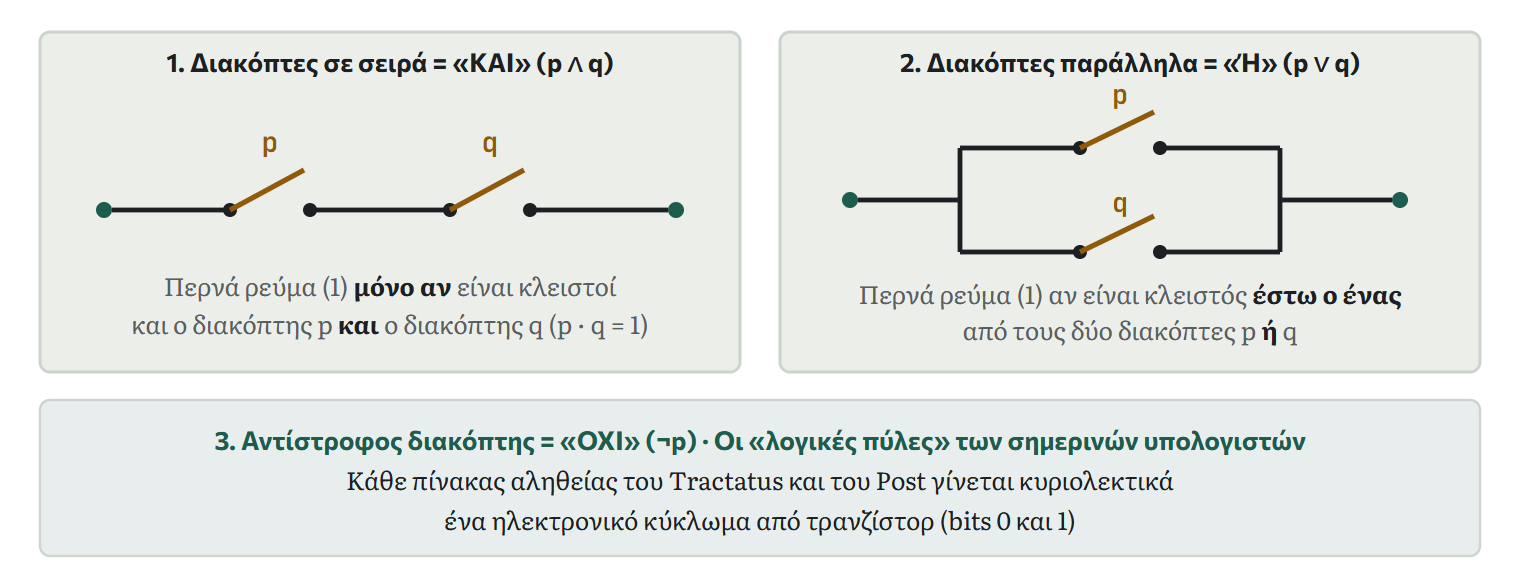 1. Διακόπτες σε σειρά = «ΚΑΙ» (p ∧ q)
p
q
Περνά ρεύμα (1) μόνο αν είναι κλειστοί
και ο διακόπτης p και ο διακόπτης q (p · q = 1)
2. Διακόπτες παράλληλα = «Ή» (p ∨ q)
p
q
Περνά ρεύμα (1) αν είναι κλειστός έστω ο ένας
από τους δύο διακόπτες p ή q
3. Αντίστροφος διακόπτης = «ΟΧΙ» (¬p) · Οι «λογικές πύλες» των σημερινών υπολογιστών
Κάθε πίνακας αληθείας του Tractatus και του Post γίνεται κυριολεκτικά
ένα ηλεκτρονικό κύκλωμα από τρανζίστορ (bits 0 και 1)